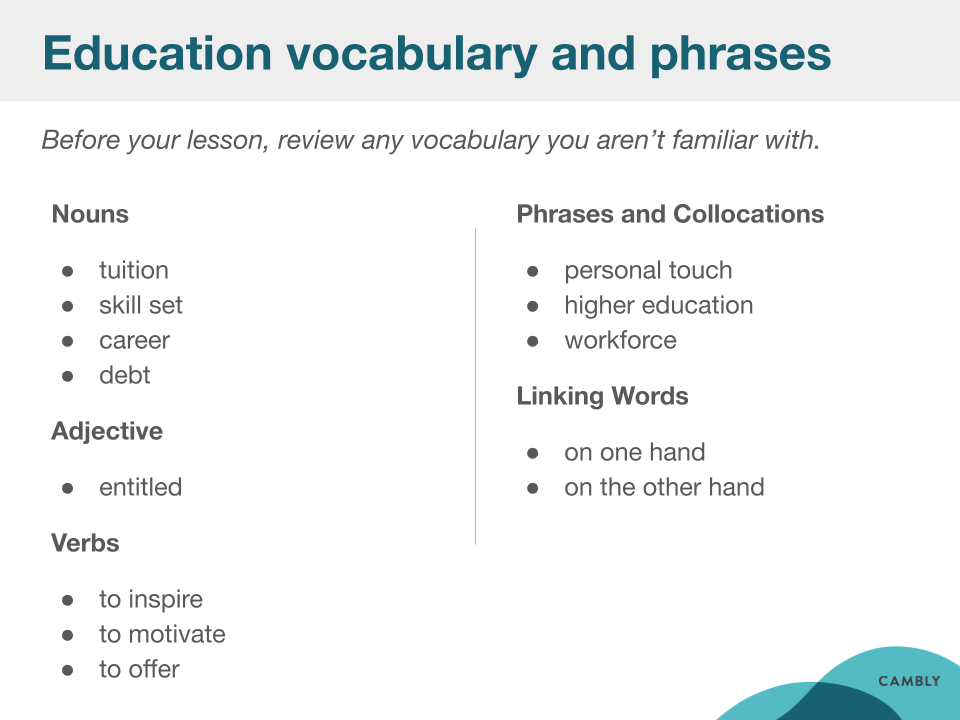 Education vocabulary and phrases
Before your lesson, review any vocabulary you aren’t familiar with.
Nouns
● tuition
● skill set
● career
● debt
Adjective
● entitled
Verbs
● to inspire
● to motivate
● to offer
Phrases and Collocations
● personal touch
● higher education
● workforce
Linking Words
● on one hand
● on the other hand
CAMBLY